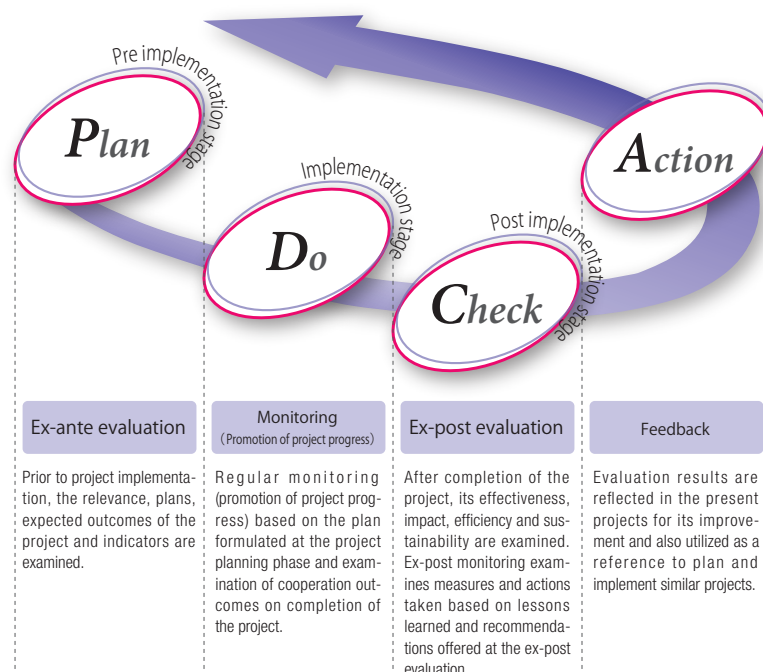 Pre implementation stage
Plan
Implementation stage
Do
Post implementation stage
Check
Action
Ex-ante evaluation
Prior to project implementa-
tion, the relevance, plans,
expected outcomes of the
project and indicators are
examined.
Monitoring
(Promotion of project progress)
Regular monitoring
(promotion of project prog-
ress) based on the plan
formulated at the project
planning phase and exam-
ination of cooperation out-
comes on completion of
the project.
Ex-post evaluation
After completion of the
project, its effectiveness,
impact, efficiency and sus-
tainability are examined.
Ex-post monitoring exam-
ines measures and actions
taken based on lessons
learned and recommenda-
tions offered at the ex-post
evaluation
Feedback
Evaluation results are
reflected in the present
projects for its improve-
ment and also utilized as a
reference to plan and
implement similar projects.